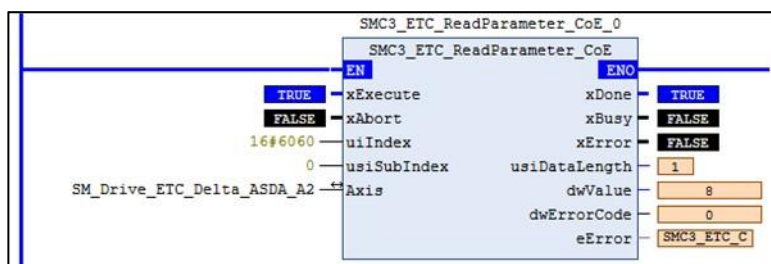 SMC3_ETC_ReadParameter_CoE_0
SMC3_ETC_ReadParameter_CoE
EN ENO
TRUE xExecute xDone TRUE
FALSE xAbort xBusy FALSE
16#6060 uiIndex xError FALSE
0 usiSubIndex usiDataLength 1
SM_Drive_ETC_Delta_ASDA_A2 Axis dwValue 8
dwErrorCode 0
eError SMC3_ETC_C